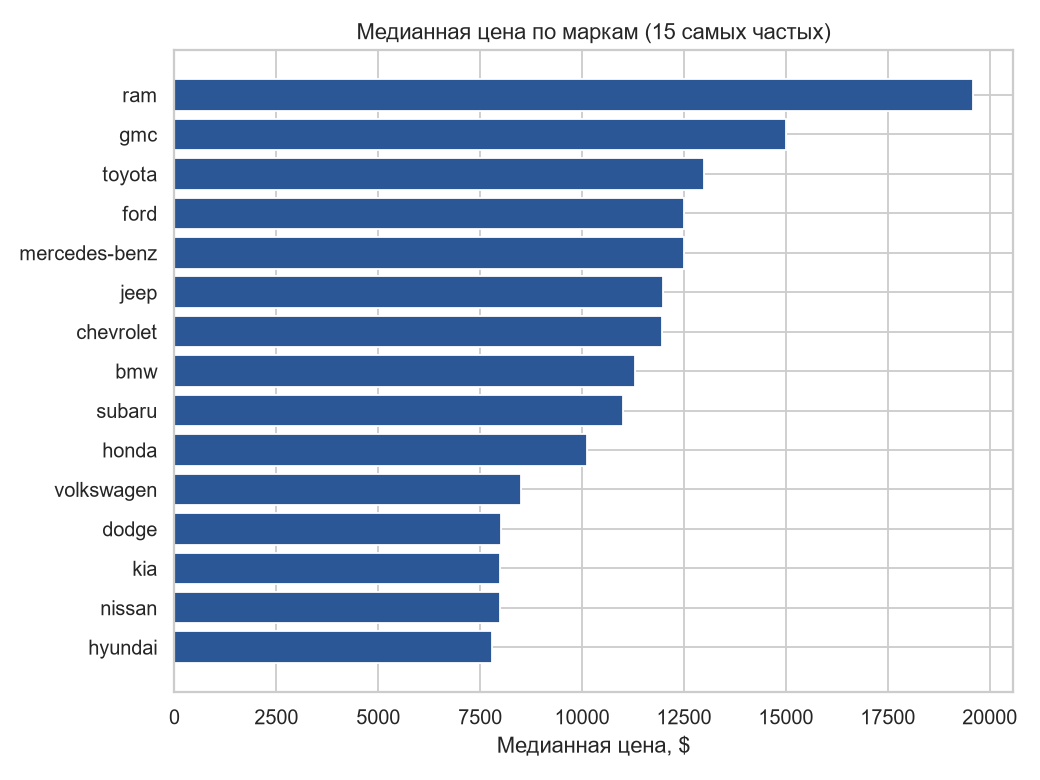 Медианная цена по маркам (15 самых частых)
ram
gmc
toyota
ford
mercedes-benz
jeep
chevrolet
bmw
subaru
honda
volkswagen
dodge
kia
nissan
hyundai
0 2500 5000 7500 10000 12500 15000 17500 20000
Медианная цена, $